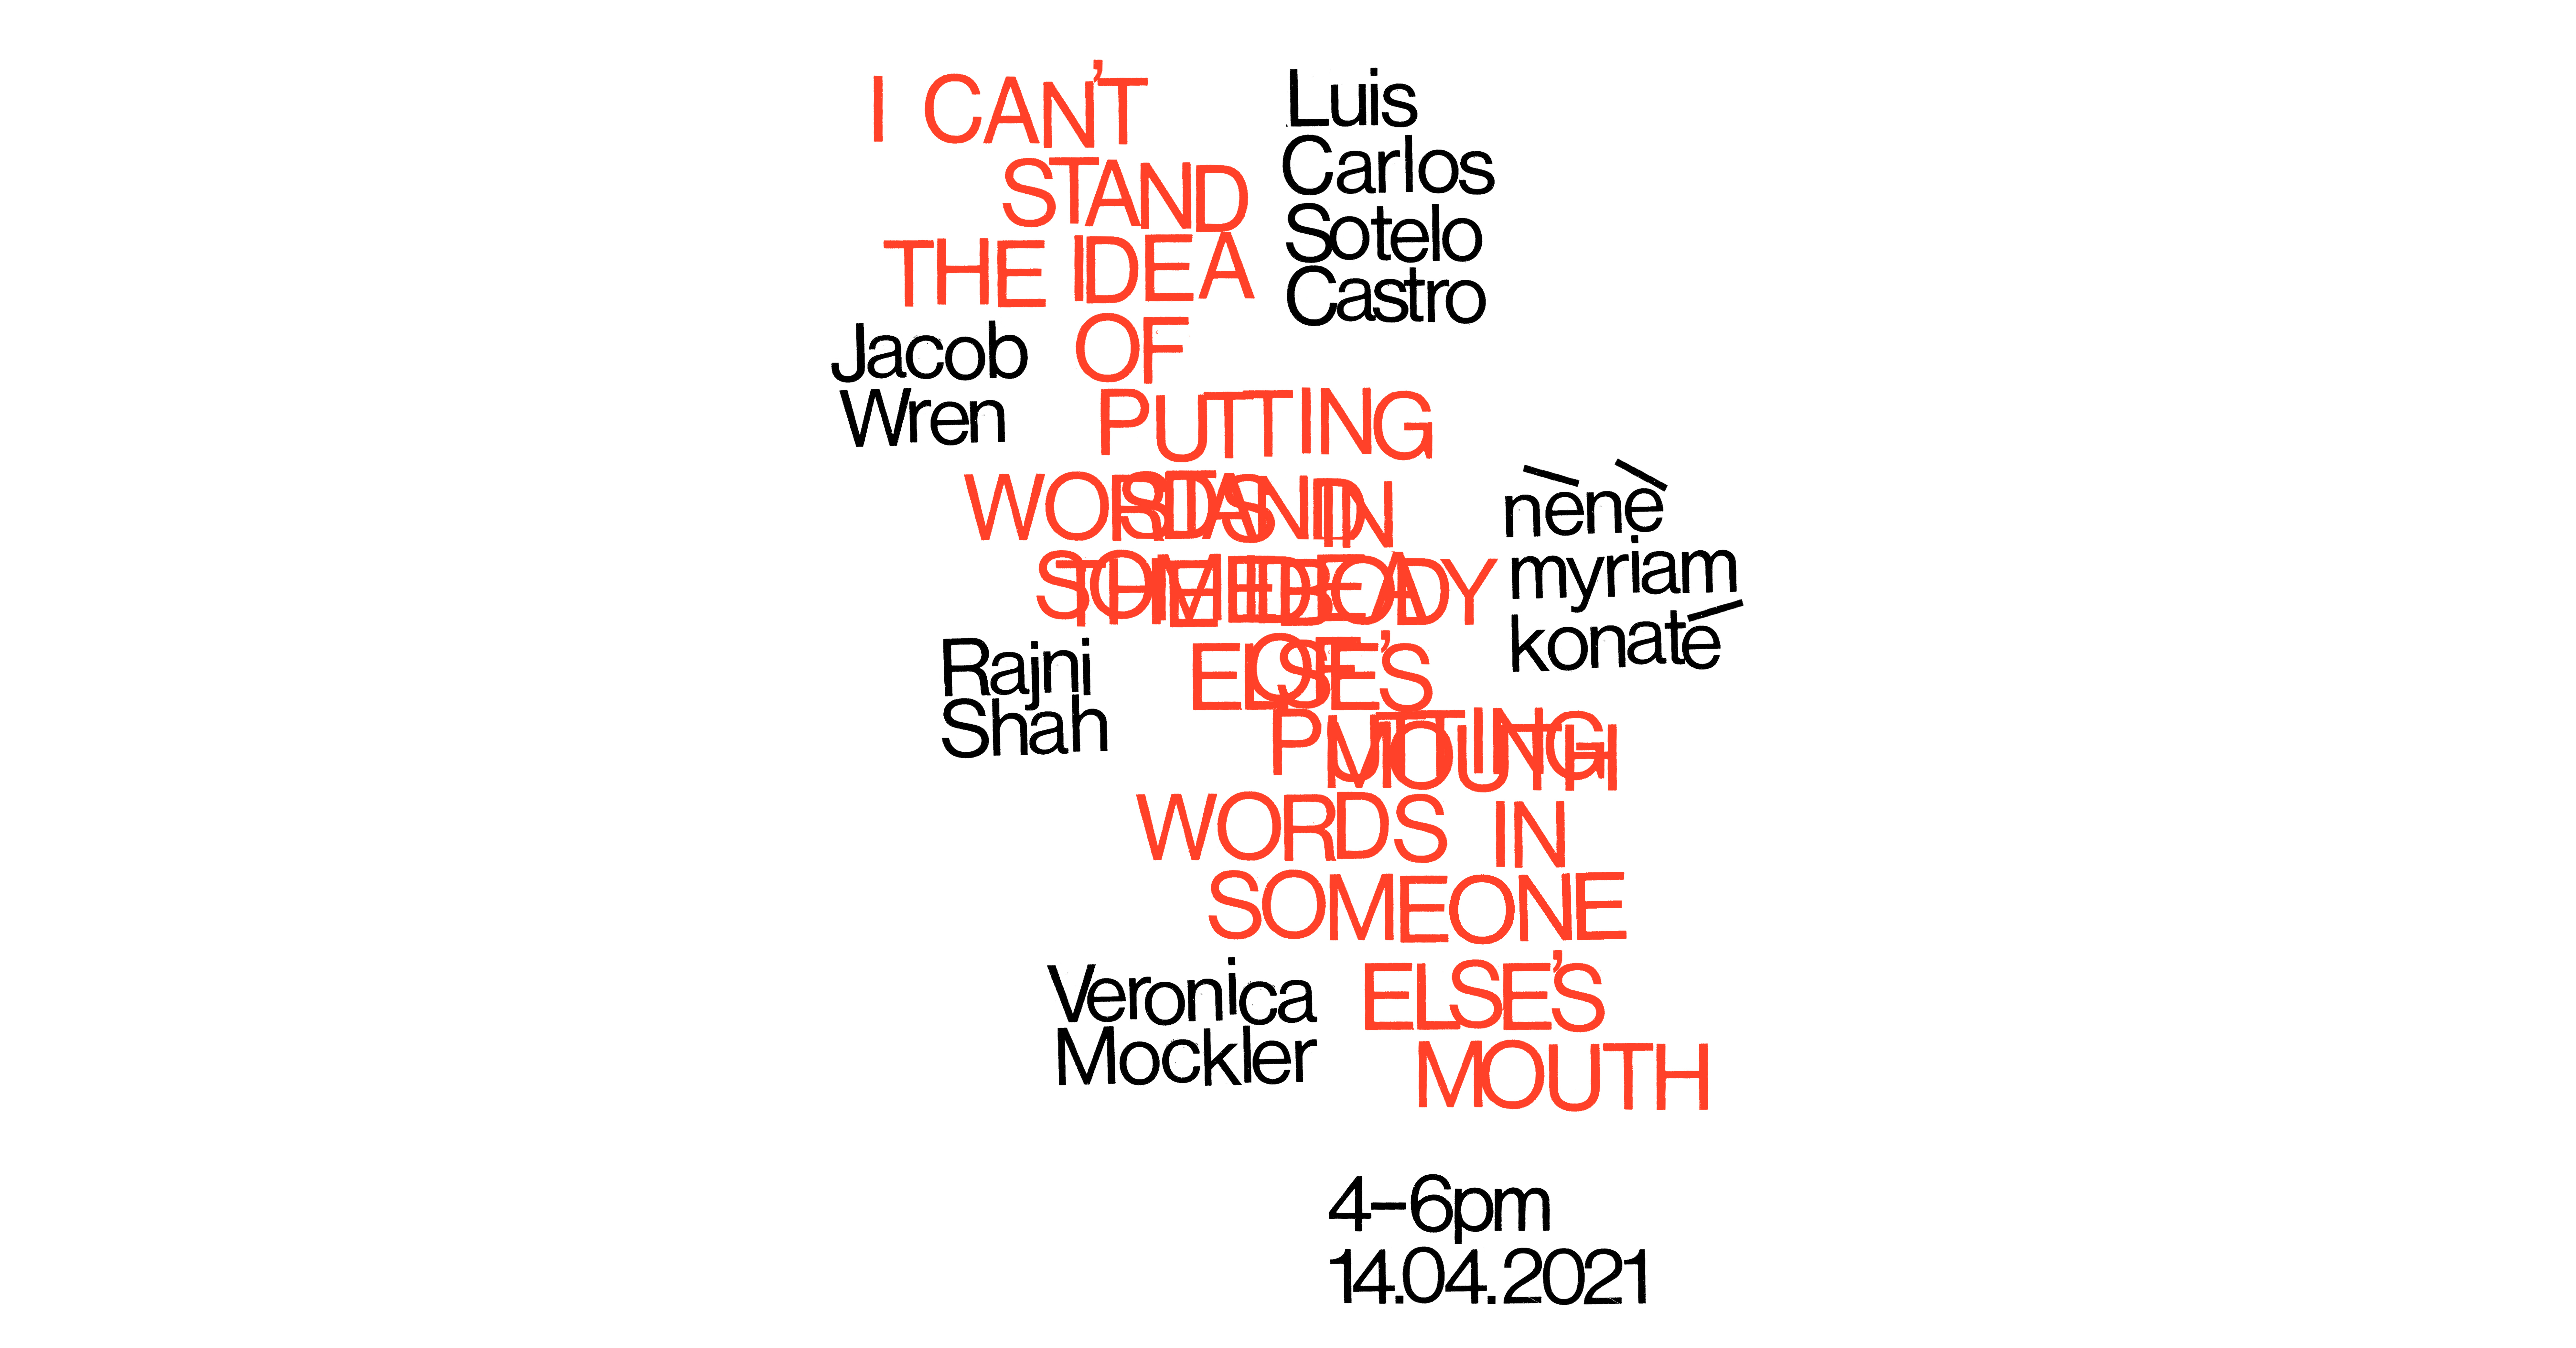 I CAN'T
STAND
THE IDEA
OF
PUTTING
WORDS IN
SOMEBODY
ELSE'S
MOUTH
STAND
THE IDEA
OF
PUTTING
WORDS IN
SOMEONE
ELSE'S
MOUTH
Luis
Carlos
Sotelo
Castro
Jacob
Wren
nènè
myriam
konaté
Rajni
Shah
Veronica
Mockler
4–6pm
14.04.2021